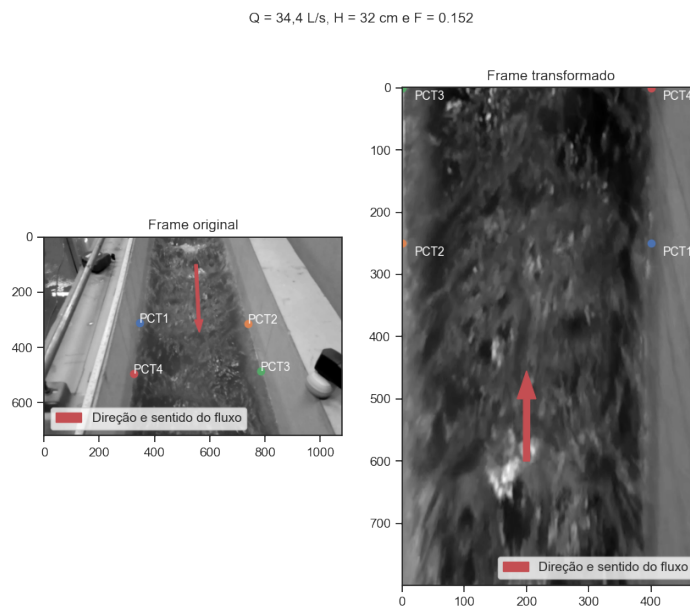 Q = 34,4 L/s, H = 32 cm e F = 0.152
Frame original
0
200
400
600
PCT1
PCT2
PCT4
PCT3
Direção e sentido do fluxo
0 200 400 600 800 1000
Frame transformado
0
100
200
300
400
500
600
700
PCT3
PCT4
PCT2
PCT1
Direção e sentido do fluxo
0 100 200 300 400